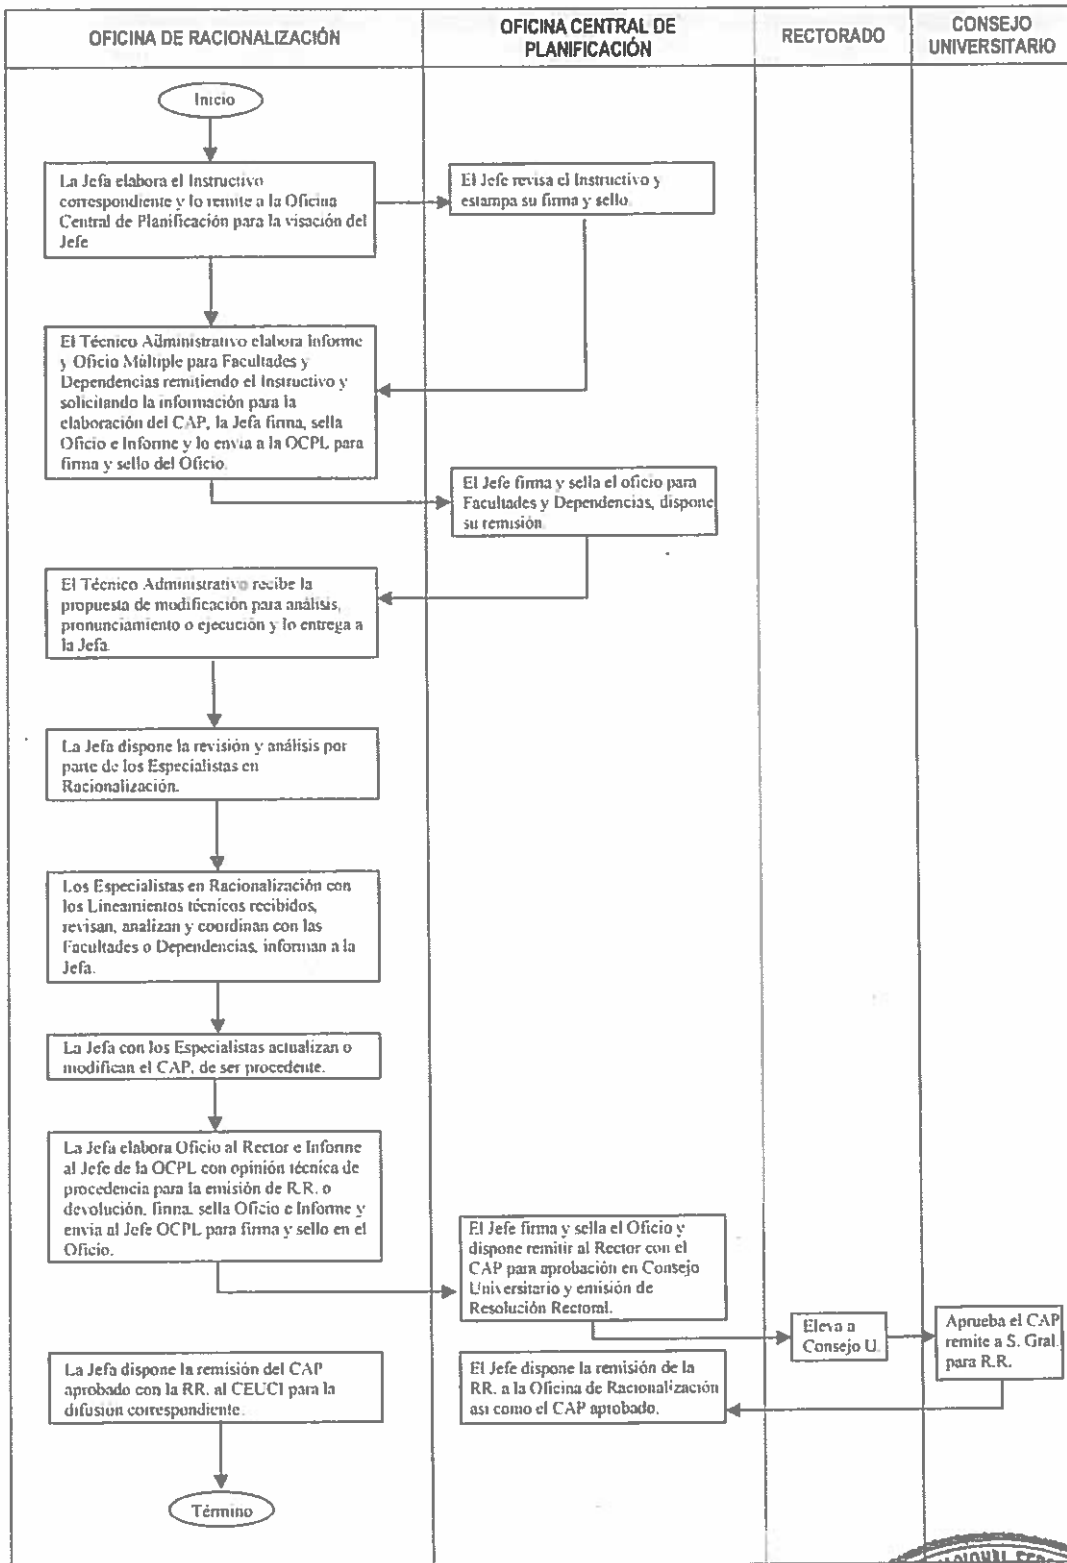 OFICINA DE RACIONALIZACIÓN
OFICINA CENTRAL DE
PLANIFICACIÓN
RECTORADO
CONSEJO
UNIVERSITARIO
Inicio
La Jefa elabora el Instructivo
correspondiente y lo remite a la Oficina
Central de Planificación para la visación del
Jefe
El Jefe revisa el Instructivo y
estampa su firma y sello.
El Técnico Administrativo elabora Informe
y Oficio Múltiple para Facultades y
Dependencias remitiendo el Instructivo y
solicitando la información para la
elaboración del CAP, la Jefa firma, sella
Oficio e Informe y lo envia a la OCPL para
firma y sello del Oficio.
El Jefe firma y sella el oficio para
Facultades y Dependencias, dispone
su remisión.
El Técnico Administrativo recibe la
propuesta de modificación para análisis,
pronunciamiento o ejecución y lo entrega a
la Jefa.
La Jefa dispone la revisión y análisis por
parte de los Especialistas en
Racionalización.
Los Especialistas en Racionalización con
los Lineamientos técnicos recibidos,
revisan, analizan y coordinan con las
Facultades o Dependencias, informan a la
Jefa.
La Jefa con los Especialistas actualizan o
modifican el CAP, de ser procedente.
La Jefa elabora Oficio al Rector e Informe
al Jefe de la OCPL con opinión técnica de
procedencia para la emisión de R.R. o
devolución, firma, sella Oficio e Informe y
envia al Jefe OCPL para firma y sello en el
Oficio.
El Jefe firma y sella el Oficio y
dispone remitir al Rector con el
CAP para aprobación en Consejo
Universitario y emisión de
Resolución Rectoral.
Eleva a
Consejo U.
Aprueba el CAP
remite a S. Gral.
para R.R.
La Jefa dispone la remisión del CAP
aprobado con la RR. al CEUCI para la
difusión correspondiente.
El Jefe dispone la remisión de la
RR. a la Oficina de Racionalización
asi como el CAP aprobado.
Término